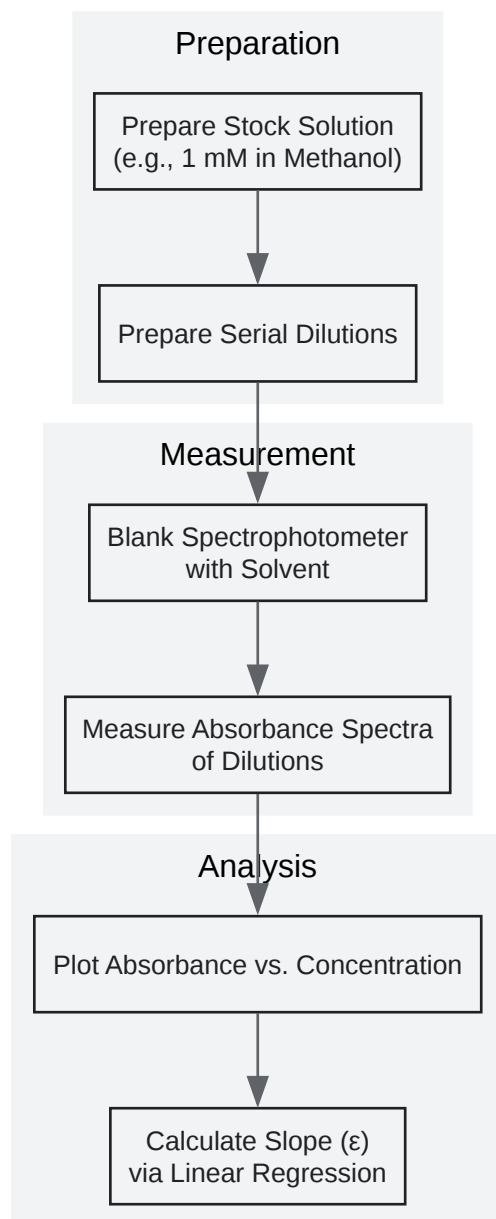 Preparation
Prepare Stock Solution
(e.g., 1 mM in Methanol)
Prepare Serial Dilutions
Measurement
Blank Spectrophotometer
with Solvent
Measure Absorbance Spectra
of Dilutions
Analysis
Plot Absorbance vs. Concentration
Calculate Slope (ε)
via Linear Regression